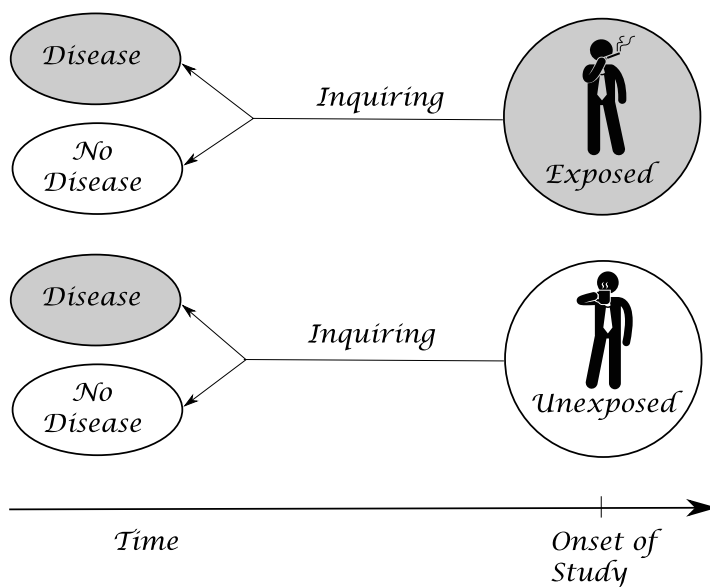 Disease
Inquiring
No
Disease
Exposed
Disease
Inquiring
No
Disease
Unexposed
Time
Onset of
Study